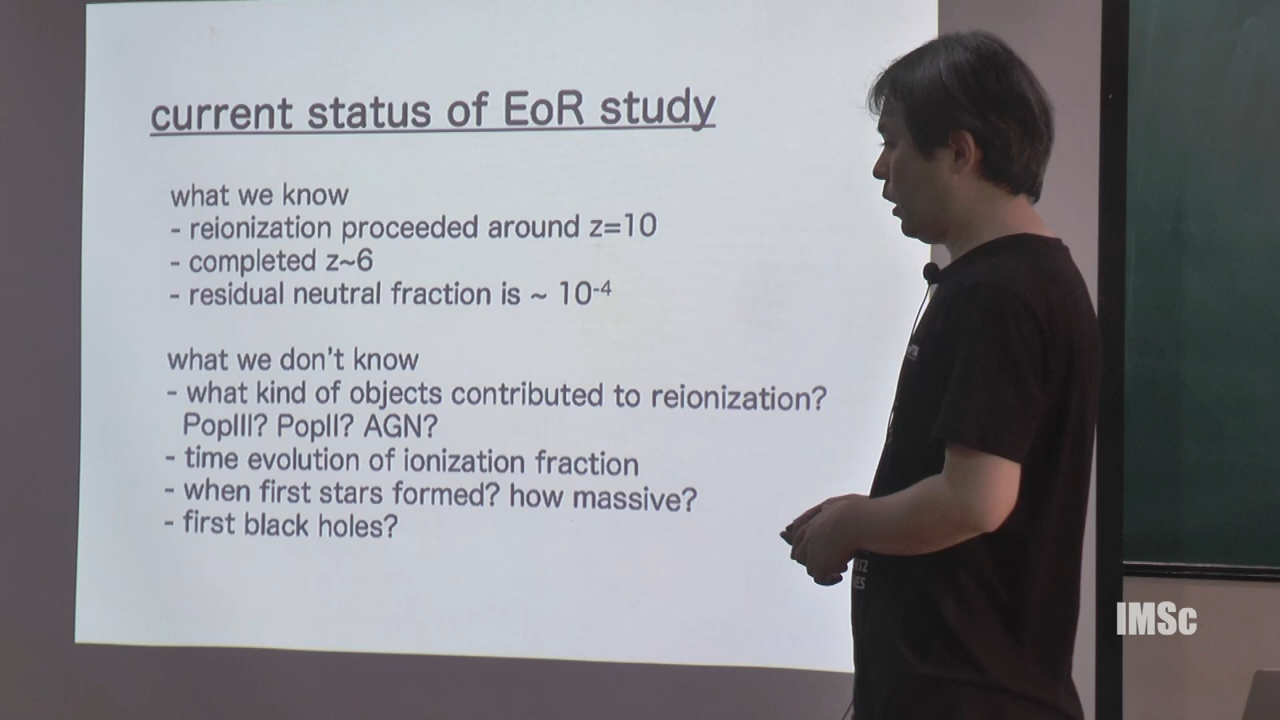 current status of EoR study
what we know
- reionization proceeded around z=10
- completed z~6
- residual neutral fraction is ~ 10⁻⁴
what we don't know
- what kind of objects contributed to reionization?
PopIII? PopII? AGN?
- time evolution of ionization fraction
- when first stars formed? how massive?
- first black holes?
IMSc